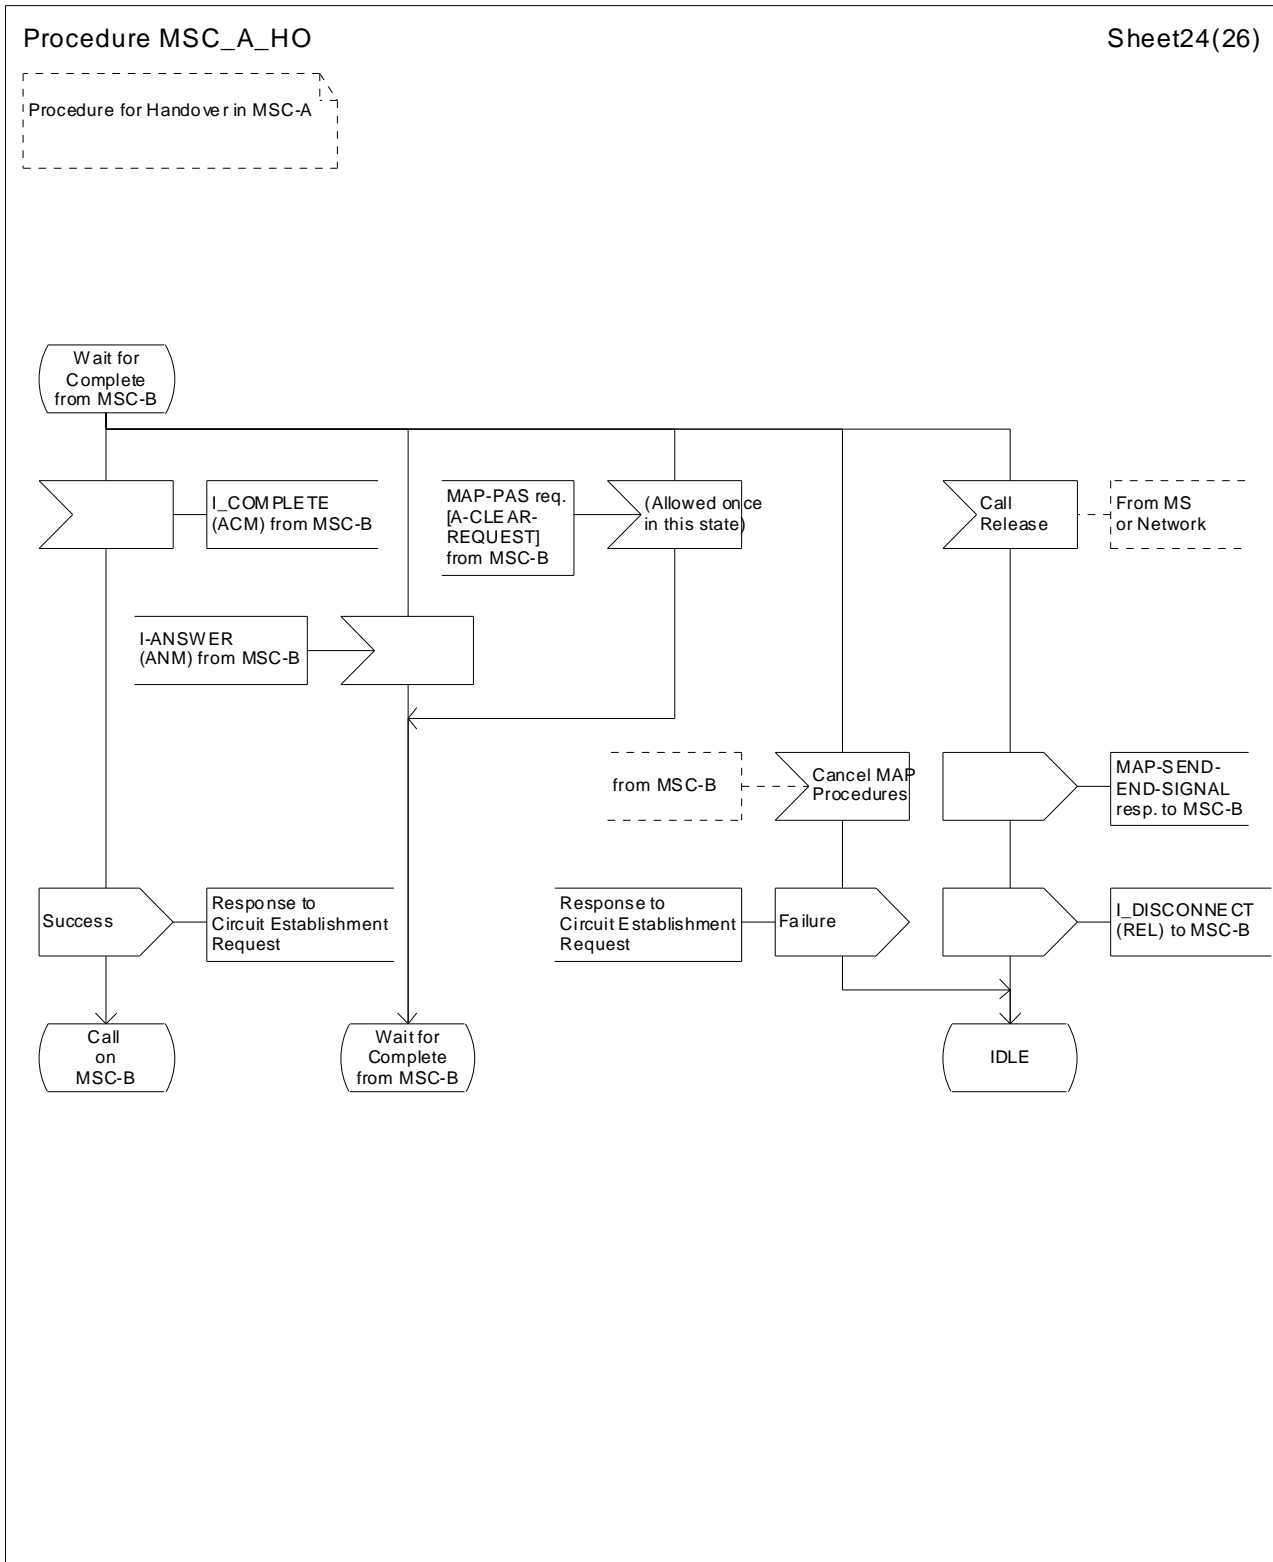 Procedure MSC_A_HO
Sheet24(26)
Procedure for Handover in MSC-A
Wait for
Complete
from MSC-B
I_COMPLETE
(ACM) from MSC-B
MAP-PAS req.
[A-CLEAR-
REQUEST]
from MSC-B
(Allowed once
in this state)
Call
Release
From MS
or Network
I-ANSWER
(ANM) from MSC-B
from MSC-B
Cancel MAP
Procedures
MAP-SEND-
END-SIGNAL
resp. to MSC-B
Success
Response to
Circuit Establishment
Request
Response to
Circuit Establishment
Request
Failure
I_DISCONNECT
(REL) to MSC-B
Call
on
MSC-B
Wait for
Complete
from MSC-B
IDLE